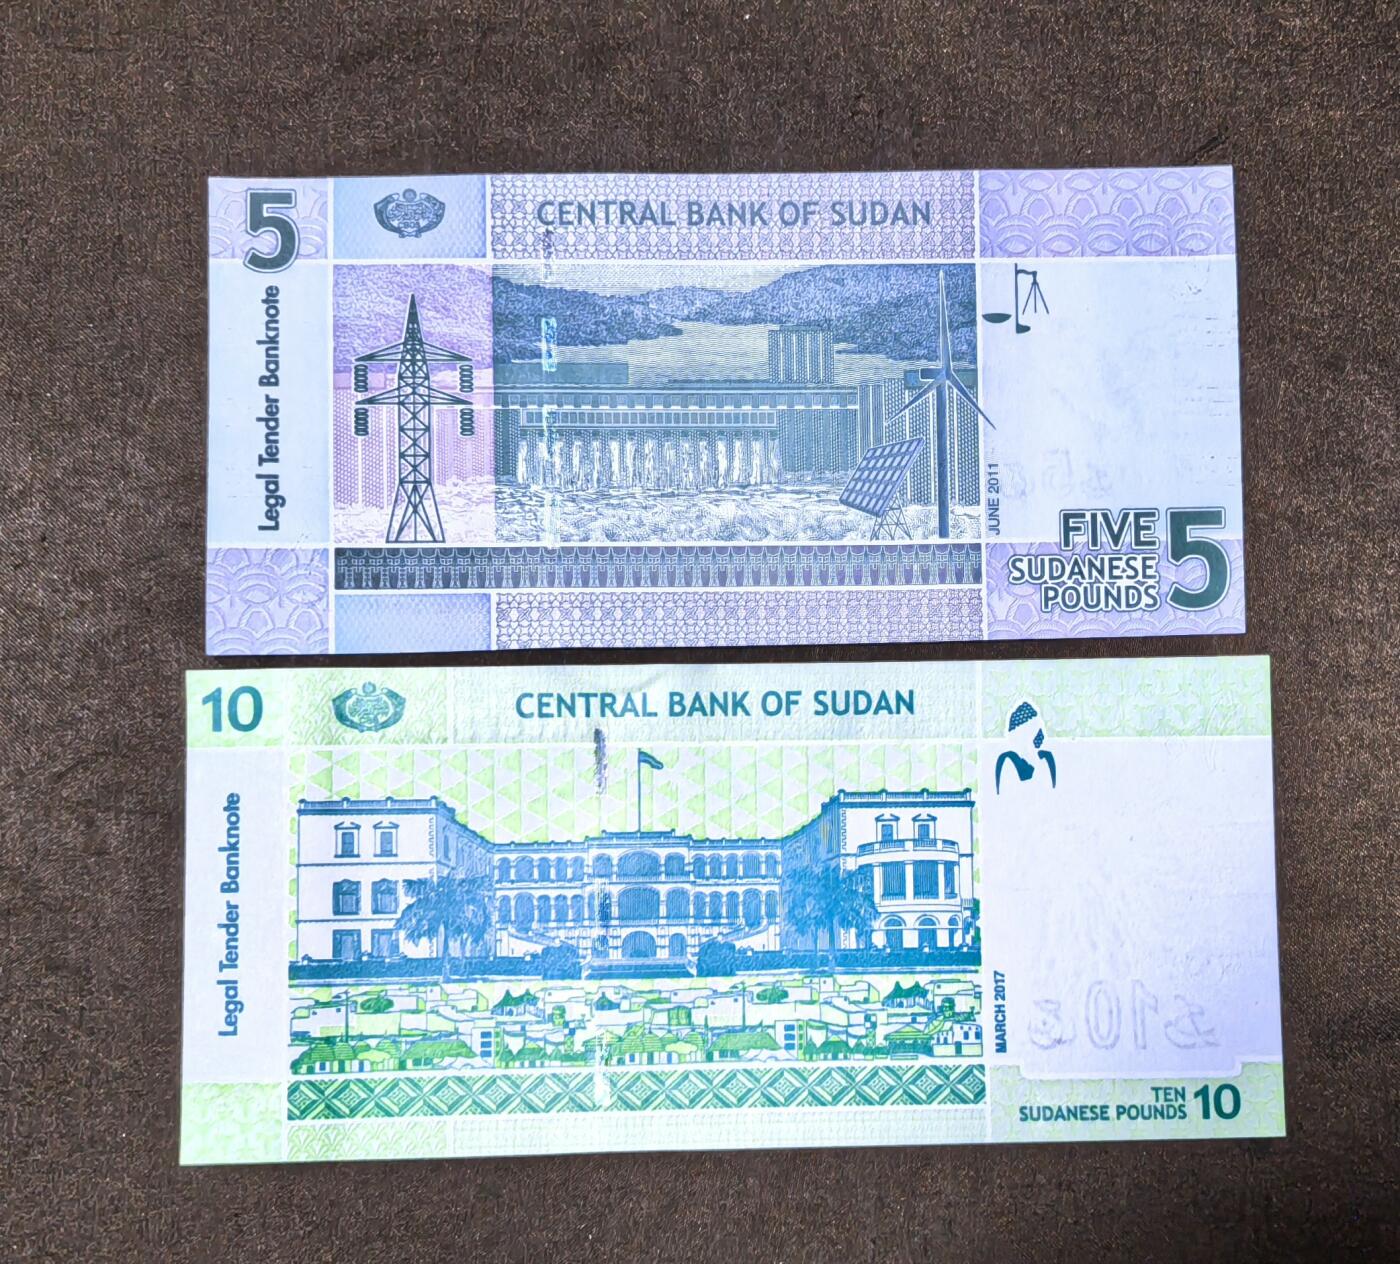 5
CENTRAL BANK OF SUDAN
Legal Tender Banknote
JUNE 2011
FIVE
SUDANESE
POUNDS
5
10
CENTRAL BANK OF SUDAN
Legal Tender Banknote
MARCH 2017
10
TEN
SUDANESE POUNDS 10